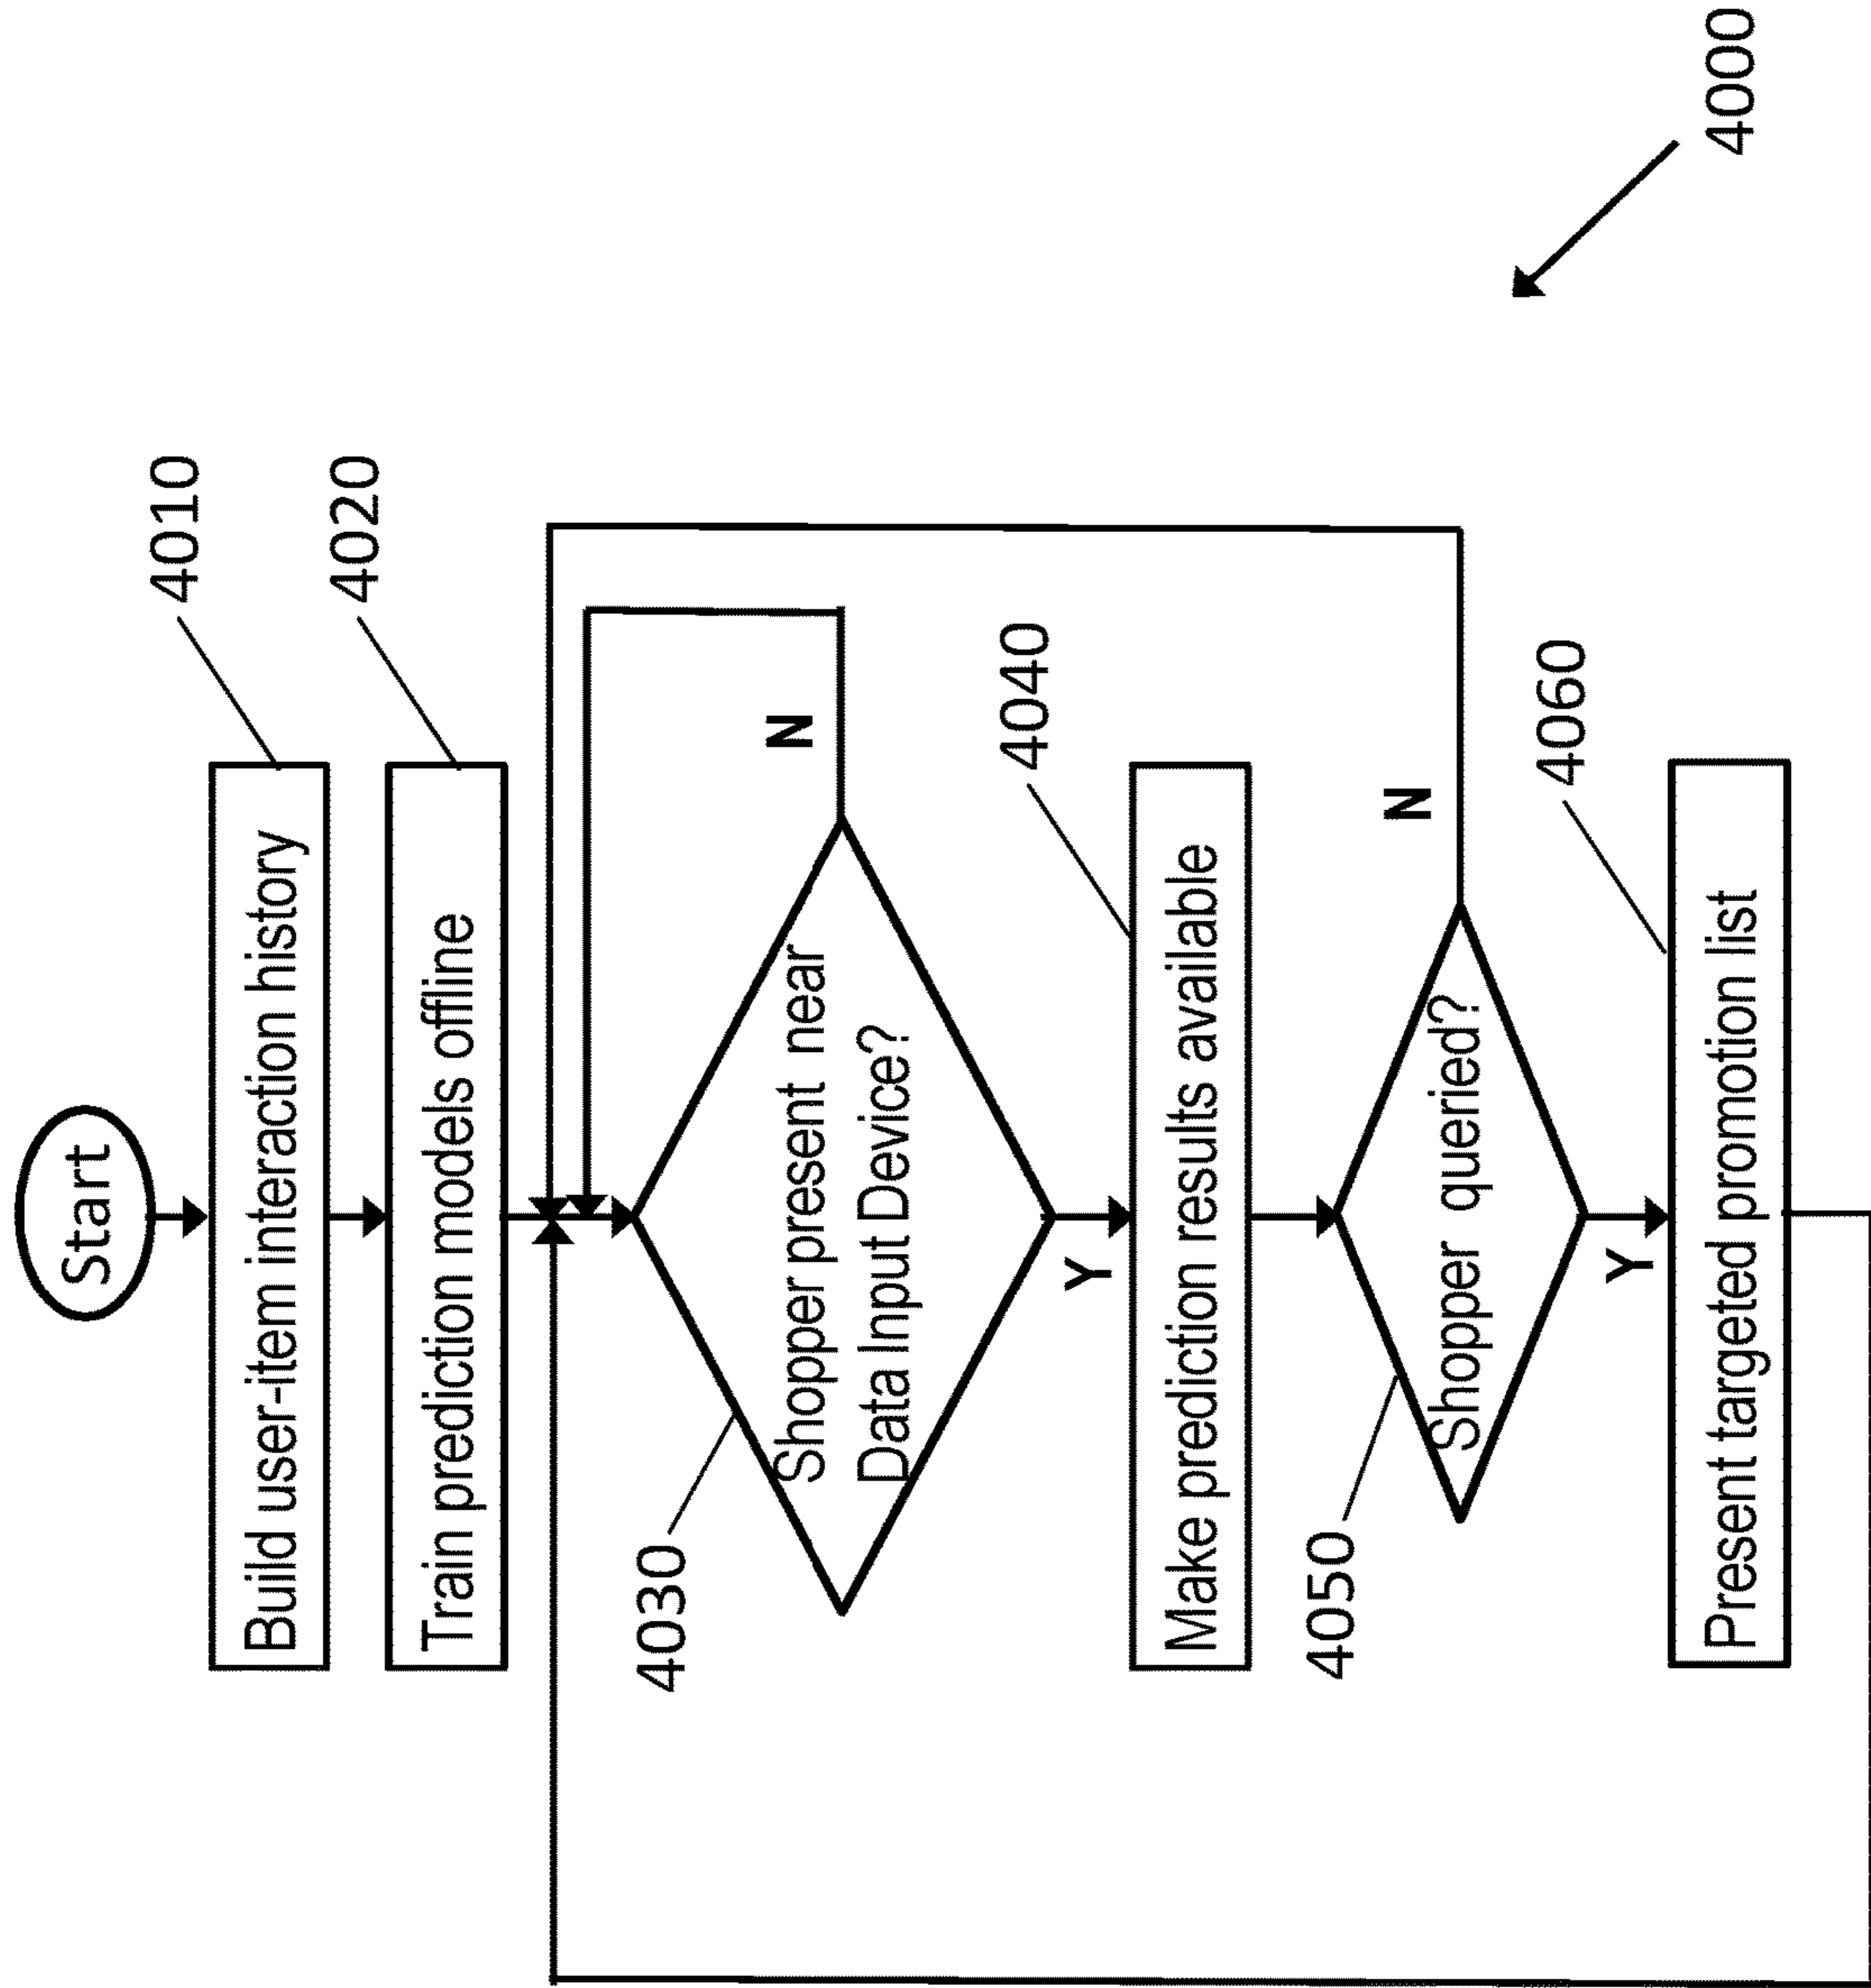 Start
Build user-item interaction history
4010
Train prediction models offline
4020
4030
Shopper present near
Data Input Device?
N
Y
Make prediction results available
4040
4050
Shopper queried?
N
Y
Present targeted promotion list
4060
4000